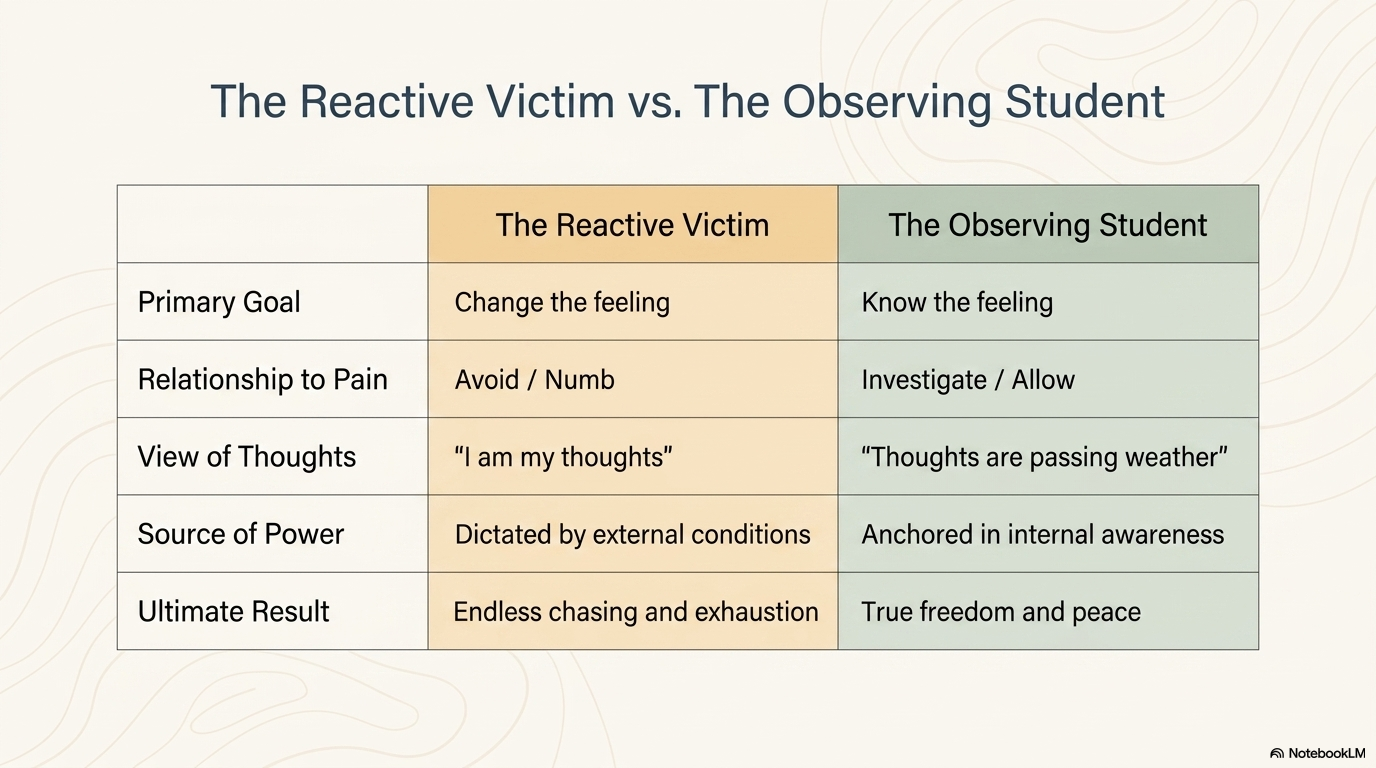 The Reactive Victim vs. The Observing Student
The Reactive Victim
The Observing Student
Primary Goal
Change the feeling
Know the feeling
Relationship to Pain
Avoid / Numb
Investigate / Allow
View of Thoughts
“I am my thoughts”
“Thoughts are passing weather”
Source of Power
Dictated by external conditions
Anchored in internal awareness
Ultimate Result
Endless chasing and exhaustion
True freedom and peace
NotebookLM